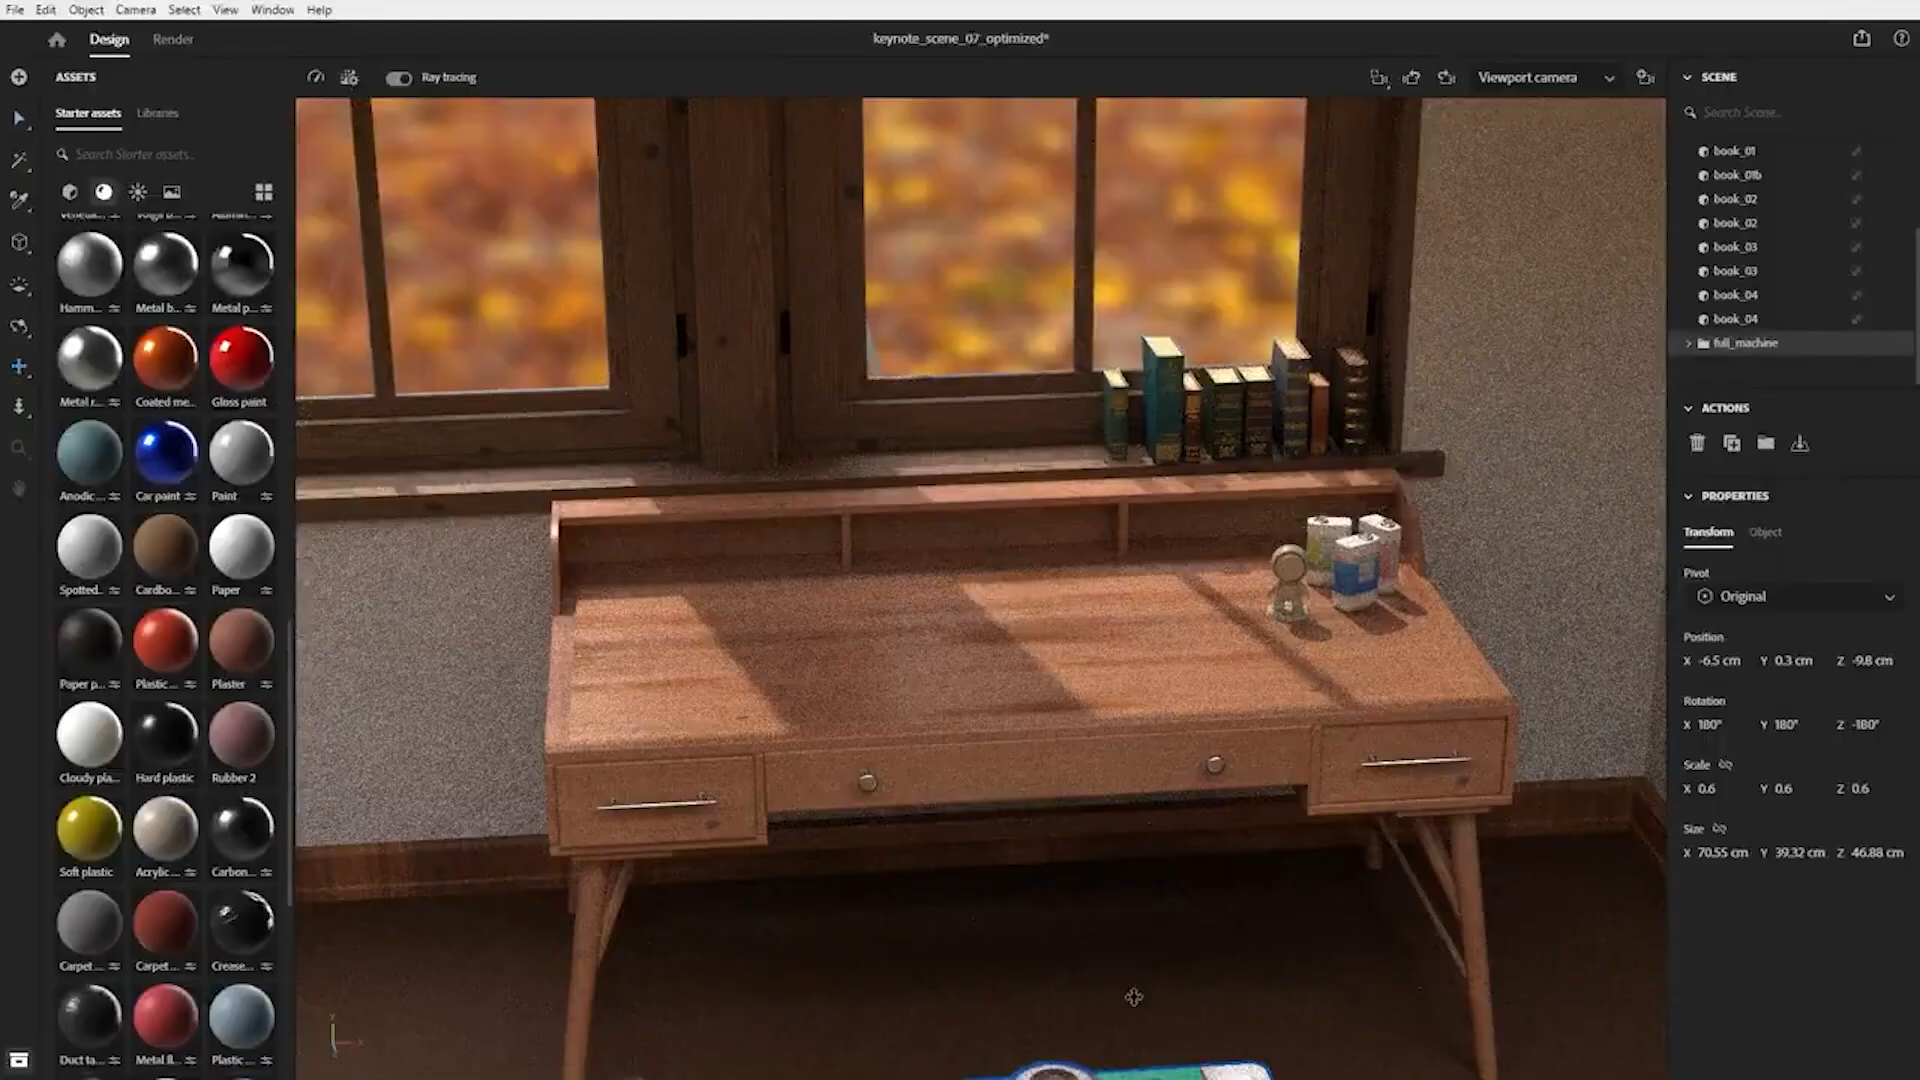 File Edit Object Camera Select View Window Help
Design Render
keynote_scene_07_optimized*
ASSETS
Ray tracing
Viewport camera
SCENE
Starter assets Libraries
Search Starter assets...
Search Scene...
book_01
book_01b
book_02
book_02
book_03
book_03
book_04
book_04
full_machine
Hamm... Metal b... Metal p...
Metal r... Coated me... Gloss paint
Anodic... Car paint Paint
Spotted... Cardbo... Paper
Paper p... Plastic... Plaster
Cloudy pla... Hard plastic Rubber 2
Soft plastic Acrylic... Carbon...
Carpet... Carpet... Crease...
Duct ta... Metal fl... Plastic...
ACTIONS
PROPERTIES
Transform Object
Pivot
Original
Position
X -6.5 cm Y 0.3 cm Z -9.8 cm
Rotation
X 180° Y 180° Z -180°
Scale
X 0.6 Y 0.6 Z 0.6
Size
X 70.55 cm Y 39.32 cm Z 46.88 cm